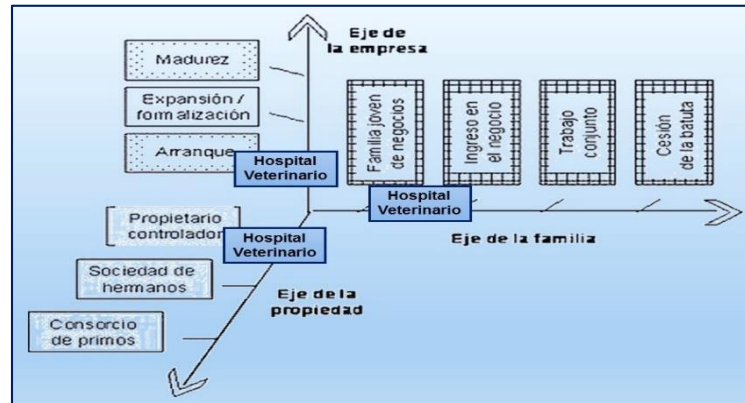 Eje de
la empresa
Madurez
Expansión /
formalización
Arranque
Hospital
Veterinario
Familia joven
de negocios
Ingreso en
el negocio
Trabajo
conjunto
Cesión
de la batuta
Hospital
Veterinario
Eje de la familia
Propietario
controlador
Hospital
Veterinario
Sociedad de
hermanos
Eje de la
propiedad
Consorcio
de primos